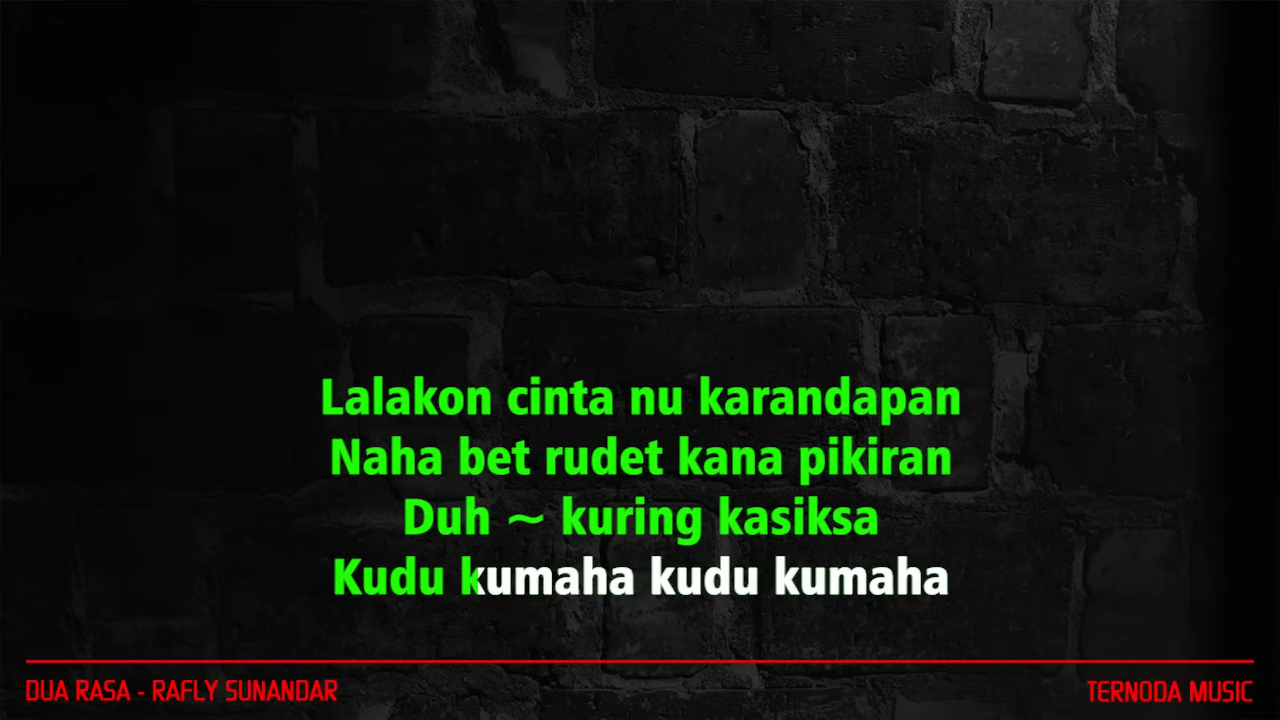 Lalakon cinta nu karandapan
Naha bet rudet kana pikiran
Duh ~ kuring kasiksa
Kudu kumaha kudu kumaha
DUA RASA - RAFLY SUNANDAR
TERNODA MUSIC